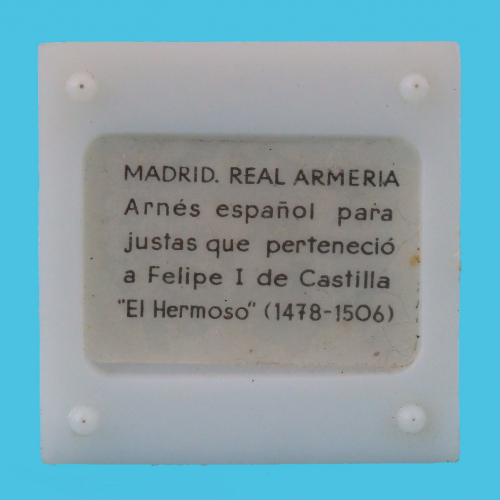 MADRID. REAL ARMERIA
Arnés español para
justas que perteneció
a Felipe I de Castilla
"El Hermoso" (1478-1506)